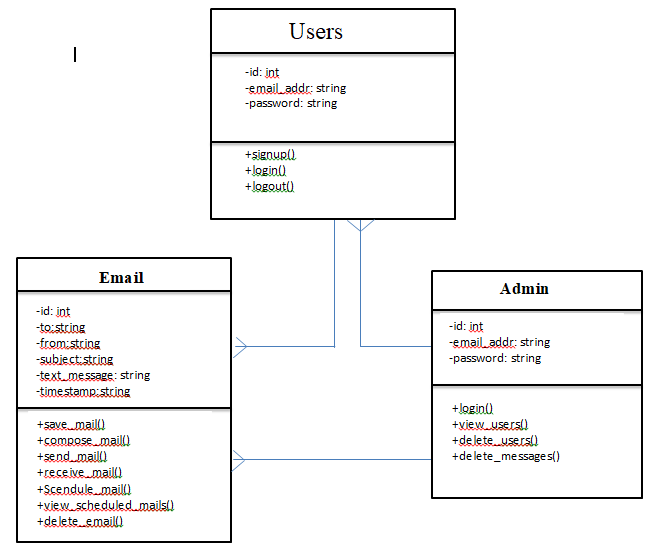 Users
-id: int
-email_addr: string
-password: string
+signup()
+login()
+logout()
Email
-id: int
-to:string
-from:string
-subject:string
-text_message: string
-timestamp:string
+save_mail()
+compose_mail()
+send_mail()
+receive_mail()
+Scendule_mail()
+view_scheduled_mails()
+delete_email()
Admin
-id: int
-email_addr: string
-password: string
+login()
+view_users()
+delete_users()
+delete_messages()